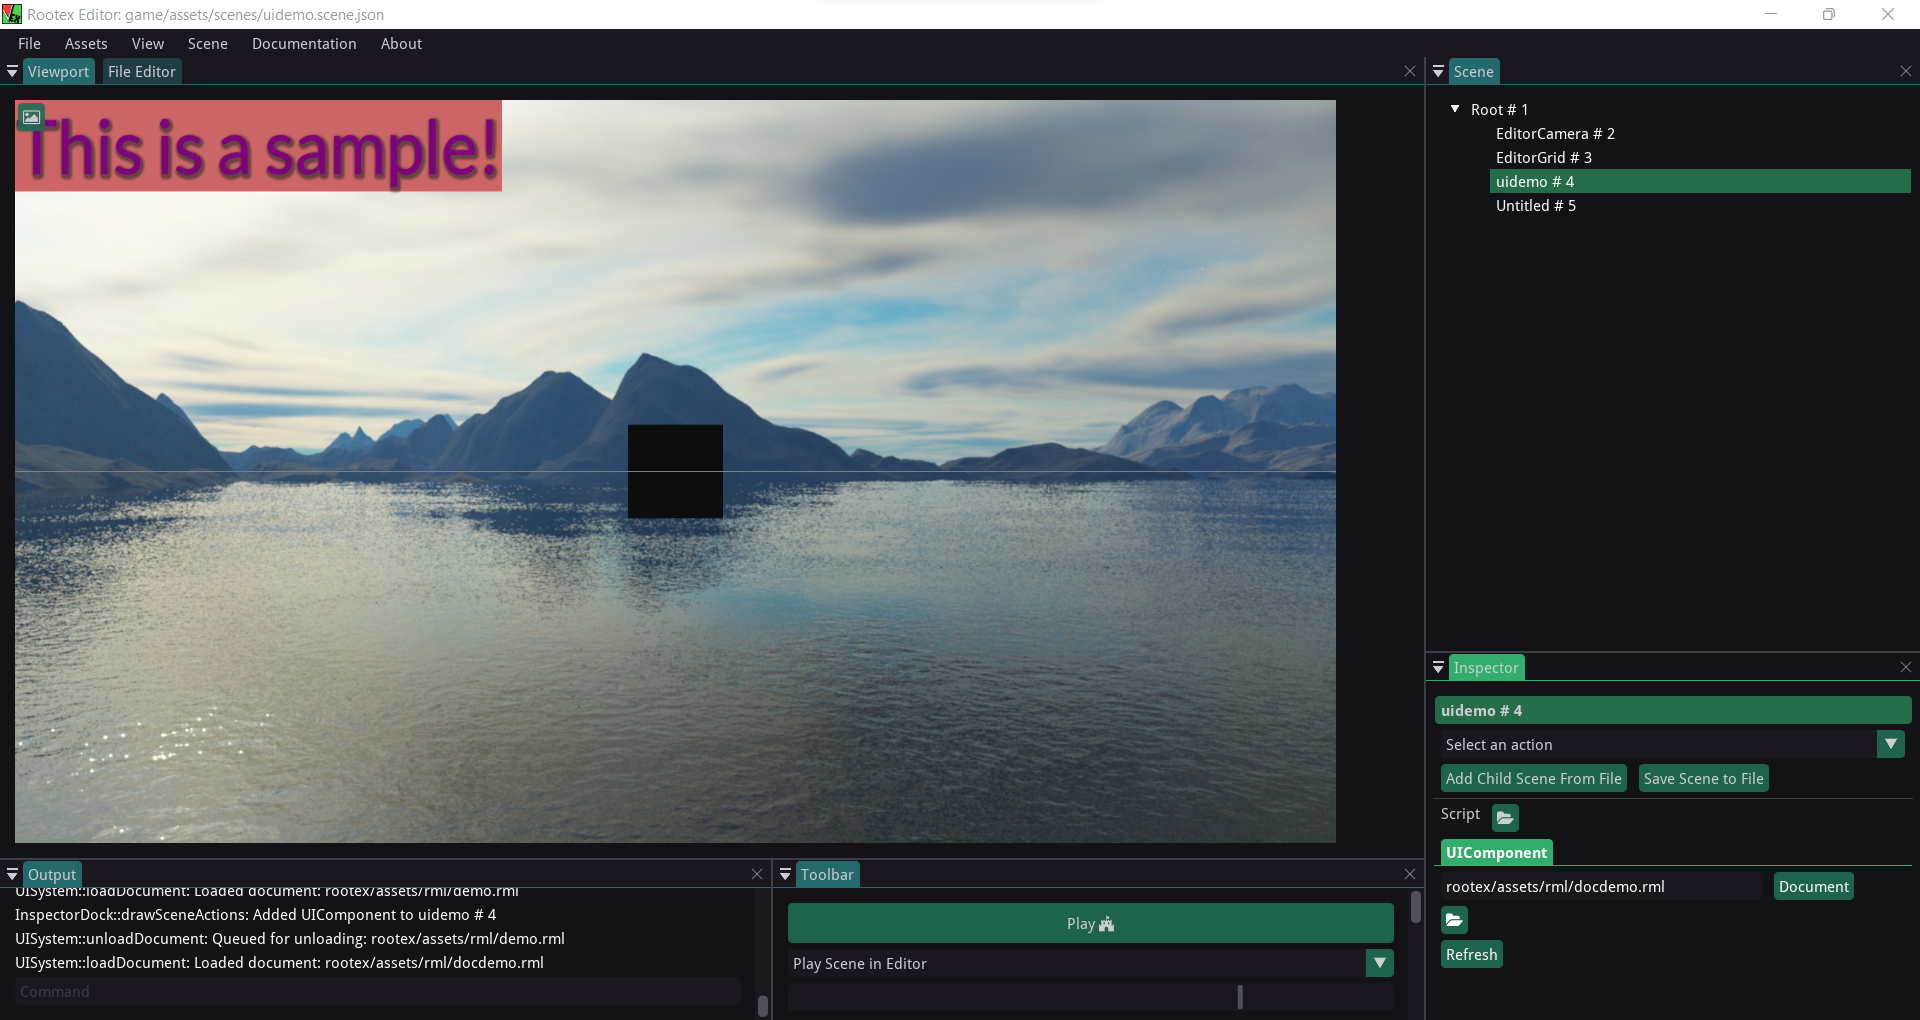 Rootex Editor: game/assets/scenes/uidemo.scene.json
File Assets View Scene Documentation About
Viewport File Editor
This is a sample!
Scene
Root # 1
EditorCamera # 2
EditorGrid # 3
uidemo # 4
Untitled # 5
Inspector
uidemo # 4
Select an action
Add Child Scene From File Save Scene to File
Script
UIComponent
rootex/assets/rml/docdemo.rml Document
Refresh
Output
UISystem::loadDocument: Loaded document: rootex/assets/rml/demo.rml
InspectorDock::drawSceneActions: Added UIComponent to uidemo # 4
UISystem::unloadDocument: Queued for unloading: rootex/assets/rml/demo.rml
UISystem::loadDocument: Loaded document: rootex/assets/rml/docdemo.rml
Command
Toolbar
Play
Play Scene in Editor